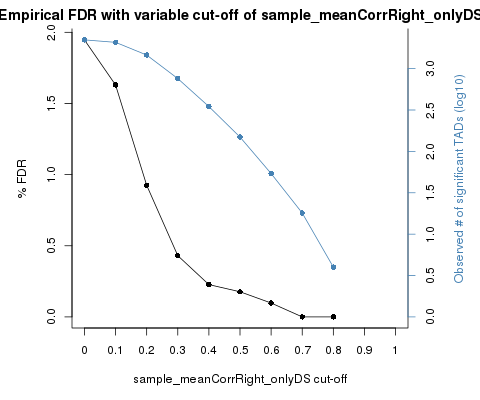 Empirical FDR with variable cut-off of sample_meanCorrRight_onlyDS
% FDR
0.0
0.5
1.0
1.5
2.0
0 0.1 0.2 0.3 0.4 0.5 0.6 0.7 0.8 0.9 1
sample_meanCorrRight_onlyDS cut-off
0.0
0.5
1.0
1.5
2.0
2.5
3.0
Observed # of significant TADs (log10)